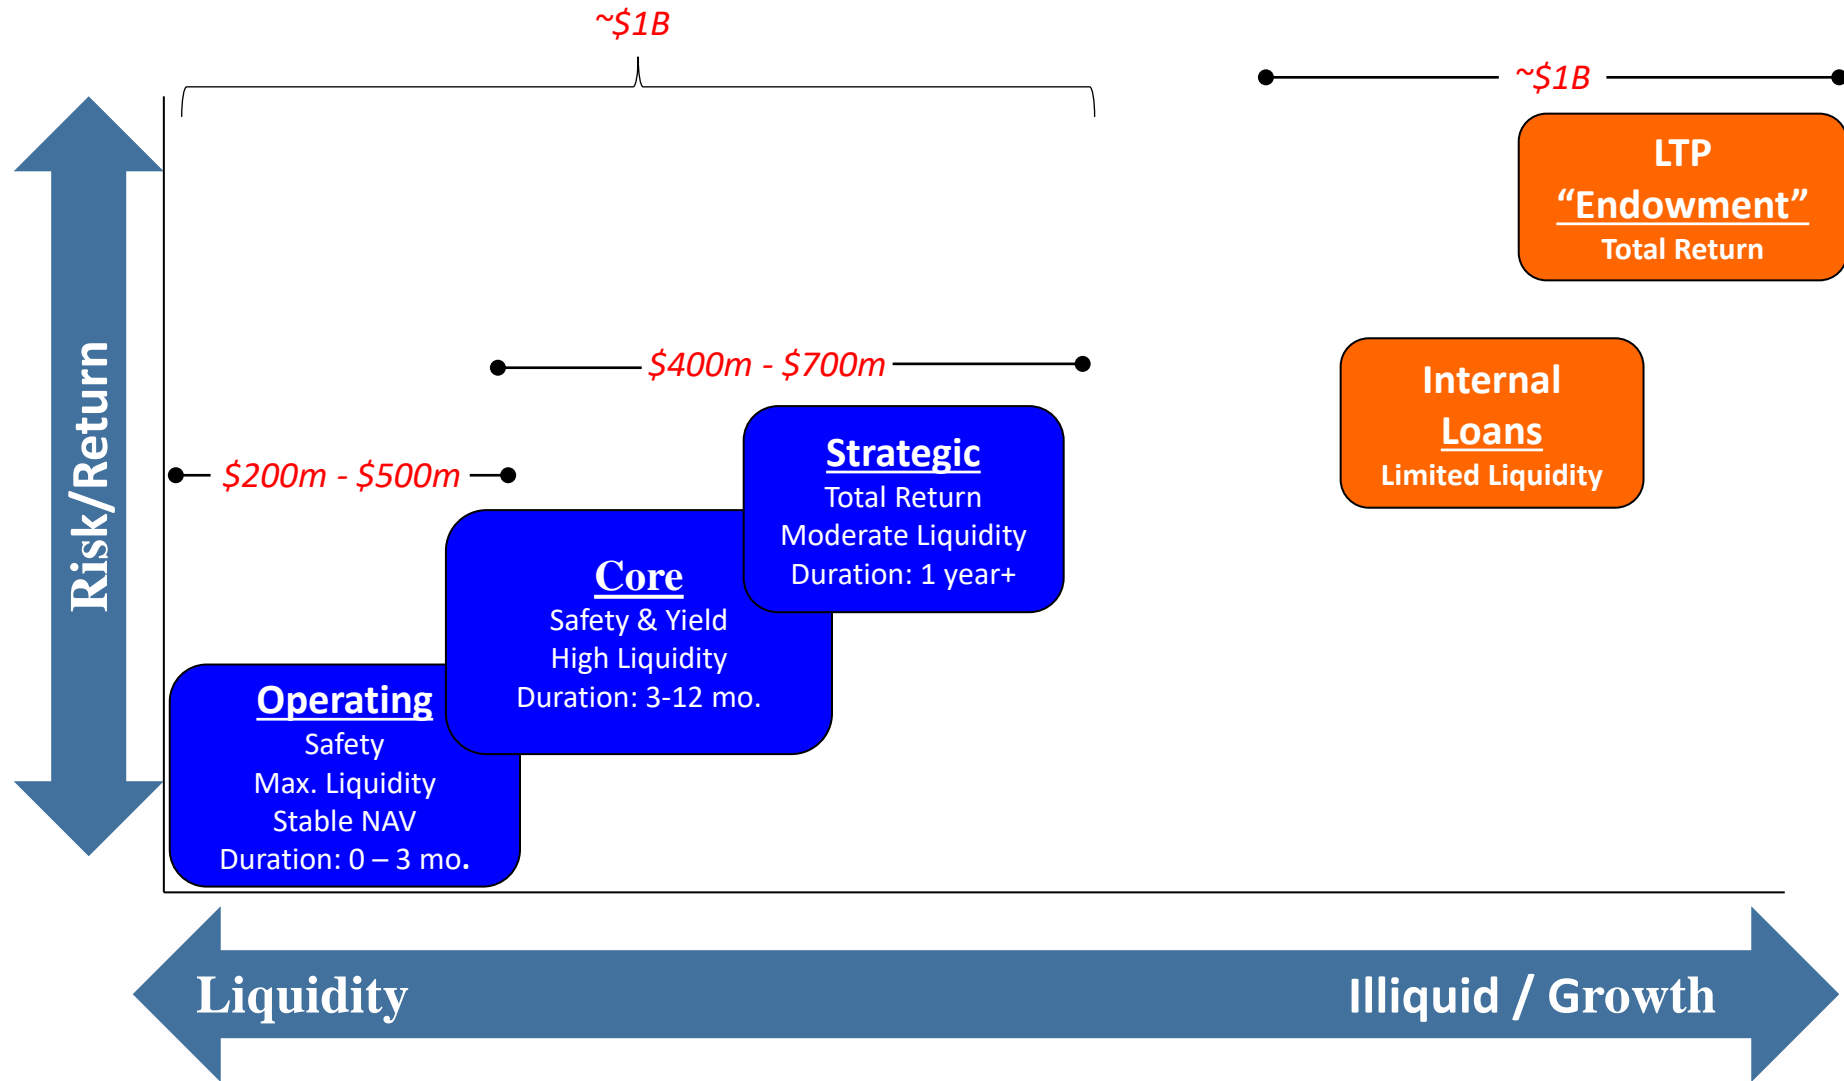 ~$1B
~$1B
LTP
“Endowment”
Total Return
Risk/Return
$400m - $700m
Internal
Loans
Limited Liquidity
$200m - $500m
Strategic
Total Return
Moderate Liquidity
Duration: 1 year+
Core
Safety & Yield
High Liquidity
Duration: 3-12 mo.
Operating
Safety
Max. Liquidity
Stable NAV
Duration: 0 – 3 mo.
Liquidity
Illiquid / Growth